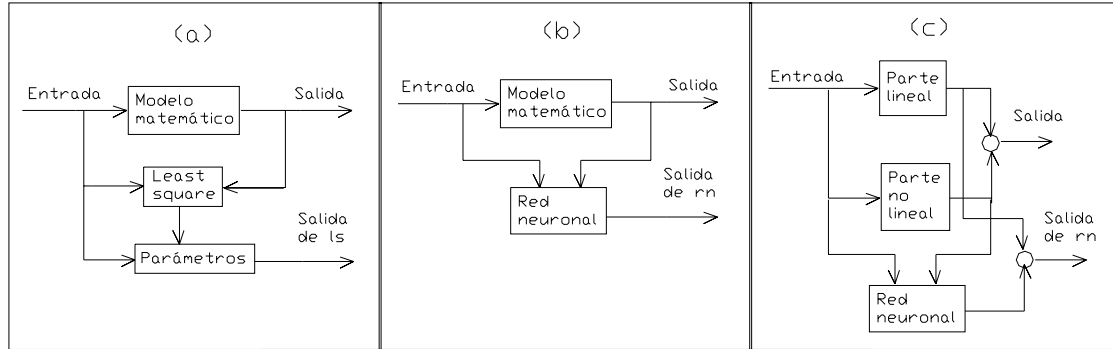 (a)
Entrada
Modelo
matemático
Salida
Least
square
Salida
de ls
Parámetros
(b)
Entrada
Modelo
matemático
Salida
Salida
de rn
Red
neuronal
(c)
Entrada
Parte
lineal
Salida
Parte
no
lineal
Salida
de rn
Red
neuronal